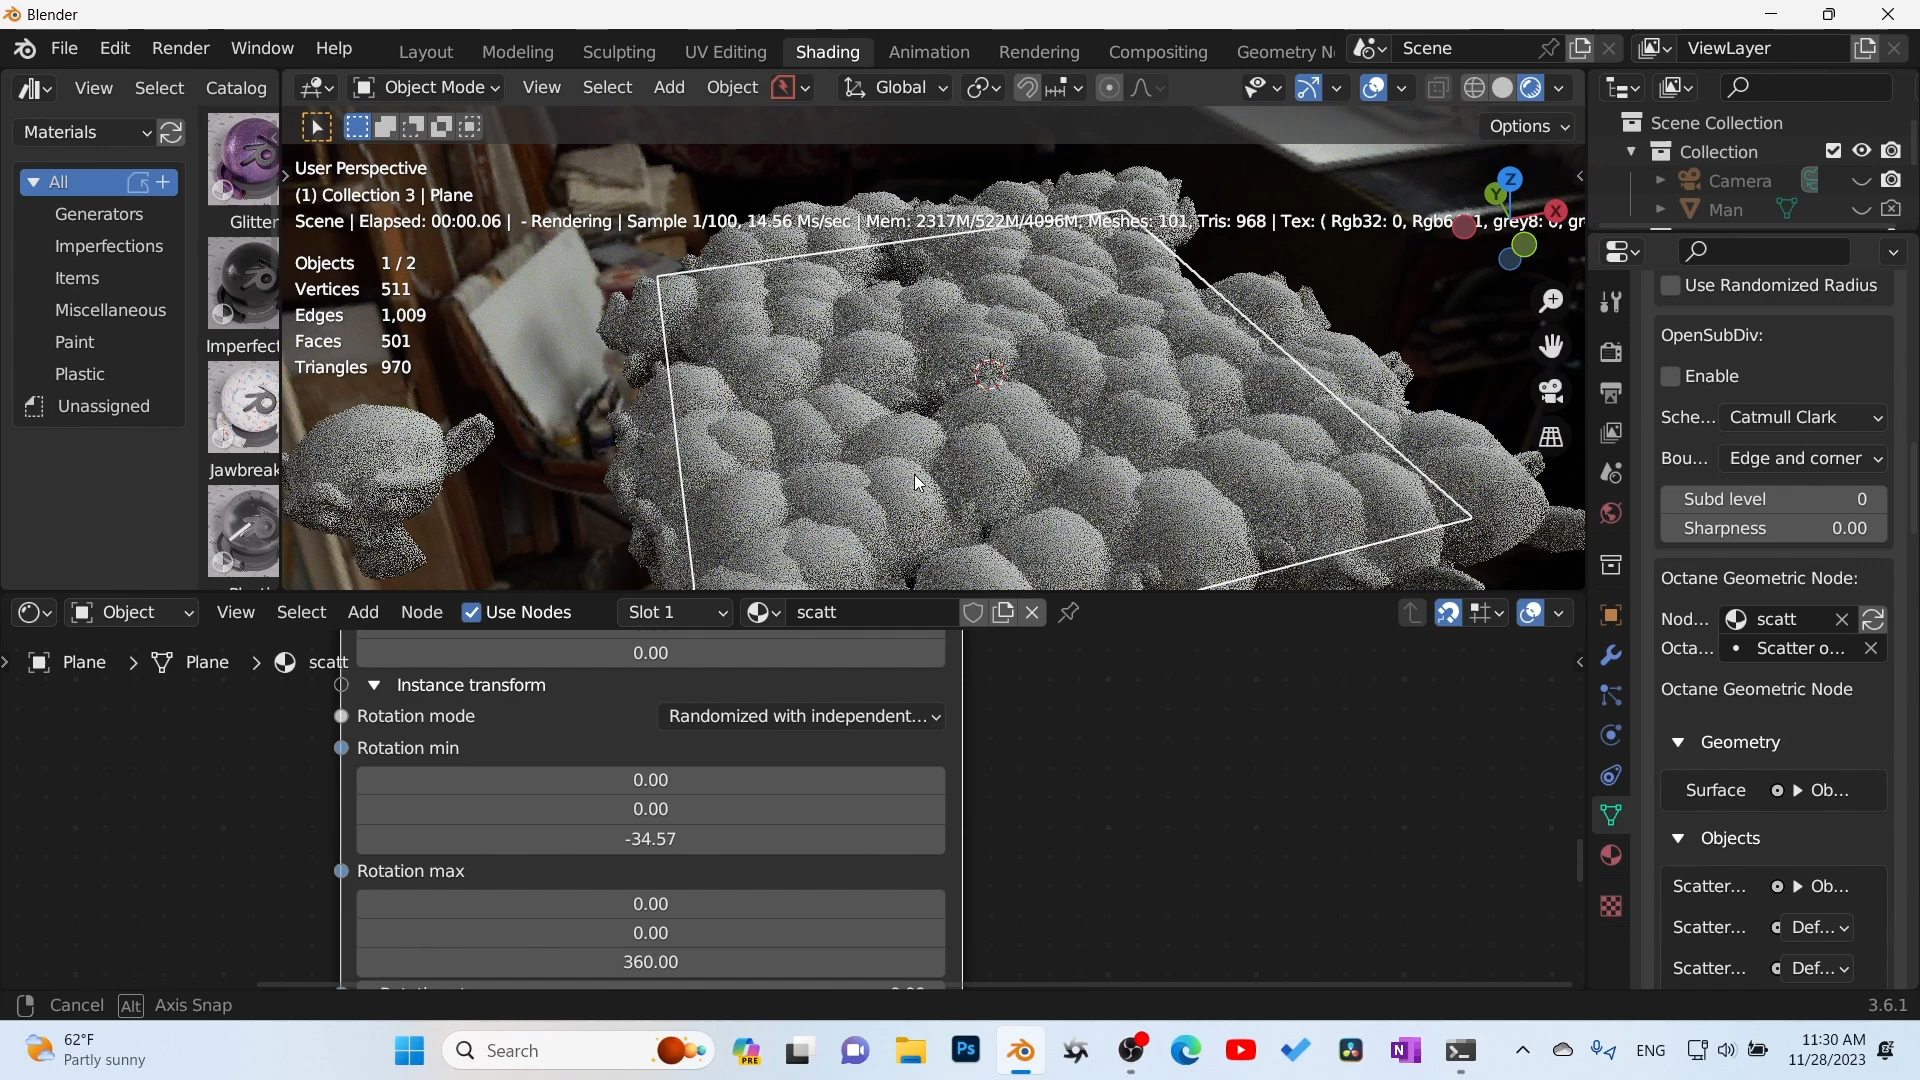 Blender
File Edit Render Window Help
Layout Modeling Sculpting UV Editing Shading Animation Rendering Compositing Geometry N
Scene
ViewLayer
View Select Catalog
Object Mode View Select Add Object
Global
Materials
Options
All
Generators
Imperfections
Items
Miscellaneous
Paint
Plastic
Unassigned
Glitter
Imperfect
Jawbreak
User Perspective
(1) Collection 3 | Plane
Scene | Elapsed: 00:00.06 | - Rendering | Sample 1/100, 14.56 Ms/sec | Mem: 2317M/522M/4096M, Meshes: 101, Tris: 968 | Tex: ( Rgb32: 0, Rgb6
Objects 1 / 2
Vertices 511
Edges 1,009
Faces 501
Triangles 970
Z
Y
X
Scene Collection
Collection
Camera
Man
Use Randomized Radius
OpenSubDiv:
Enable
Sche... Catmull Clark
Bou... Edge and corner
Subd level 0
Sharpness 0.00
Octane Geometric Node:
Nod... scatt
Octa... Scatter o...
Octane Geometric Node
Geometry
Surface Ob...
Objects
Scatter... Ob...
Scatter... Def...
Scatter... Def...
Object View Select Add Node Use Nodes Slot 1 scatt
Plane Plane scatt
0.00
Instance transform
Rotation mode Randomized with independent...
Rotation min
0.00
0.00
-34.57
Rotation max
0.00
0.00
360.00
Cancel Alt Axis Snap
3.6.1
62°F
Partly sunny
Search
PRE
Ps
N
ENG
11:30 AM
11/28/2023